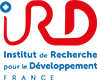 IRD
Institut de Recherche
pour le Développement
FRANCE